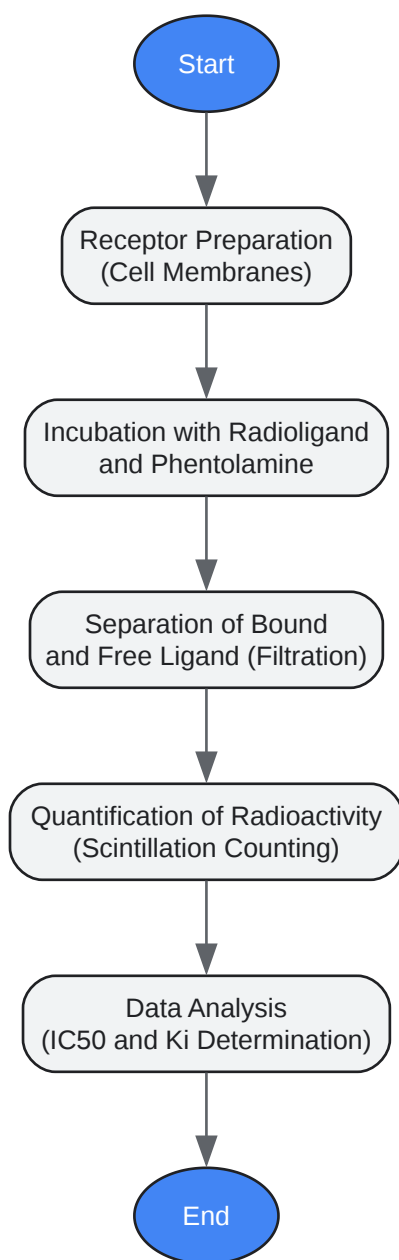 Start
Receptor Preparation
(Cell Membranes)
Incubation with Radioligand
and Phentolamine
Separation of Bound
and Free Ligand (Filtration)
Quantification of Radioactivity
(Scintillation Counting)
Data Analysis
(IC50 and Ki Determination)
End